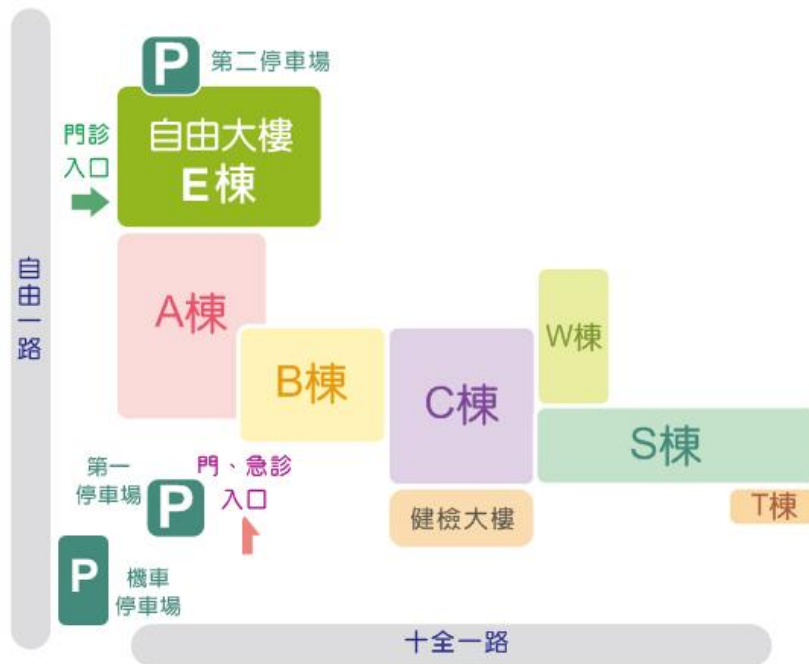 P 第二停車場
門診
入口
自由大樓
E棟
自由一路
A棟
B棟
C棟
W棟
S棟
T棟
健檢大樓
第一
停車場
P
門、急診
入口
P
機車
停車場
十全一路